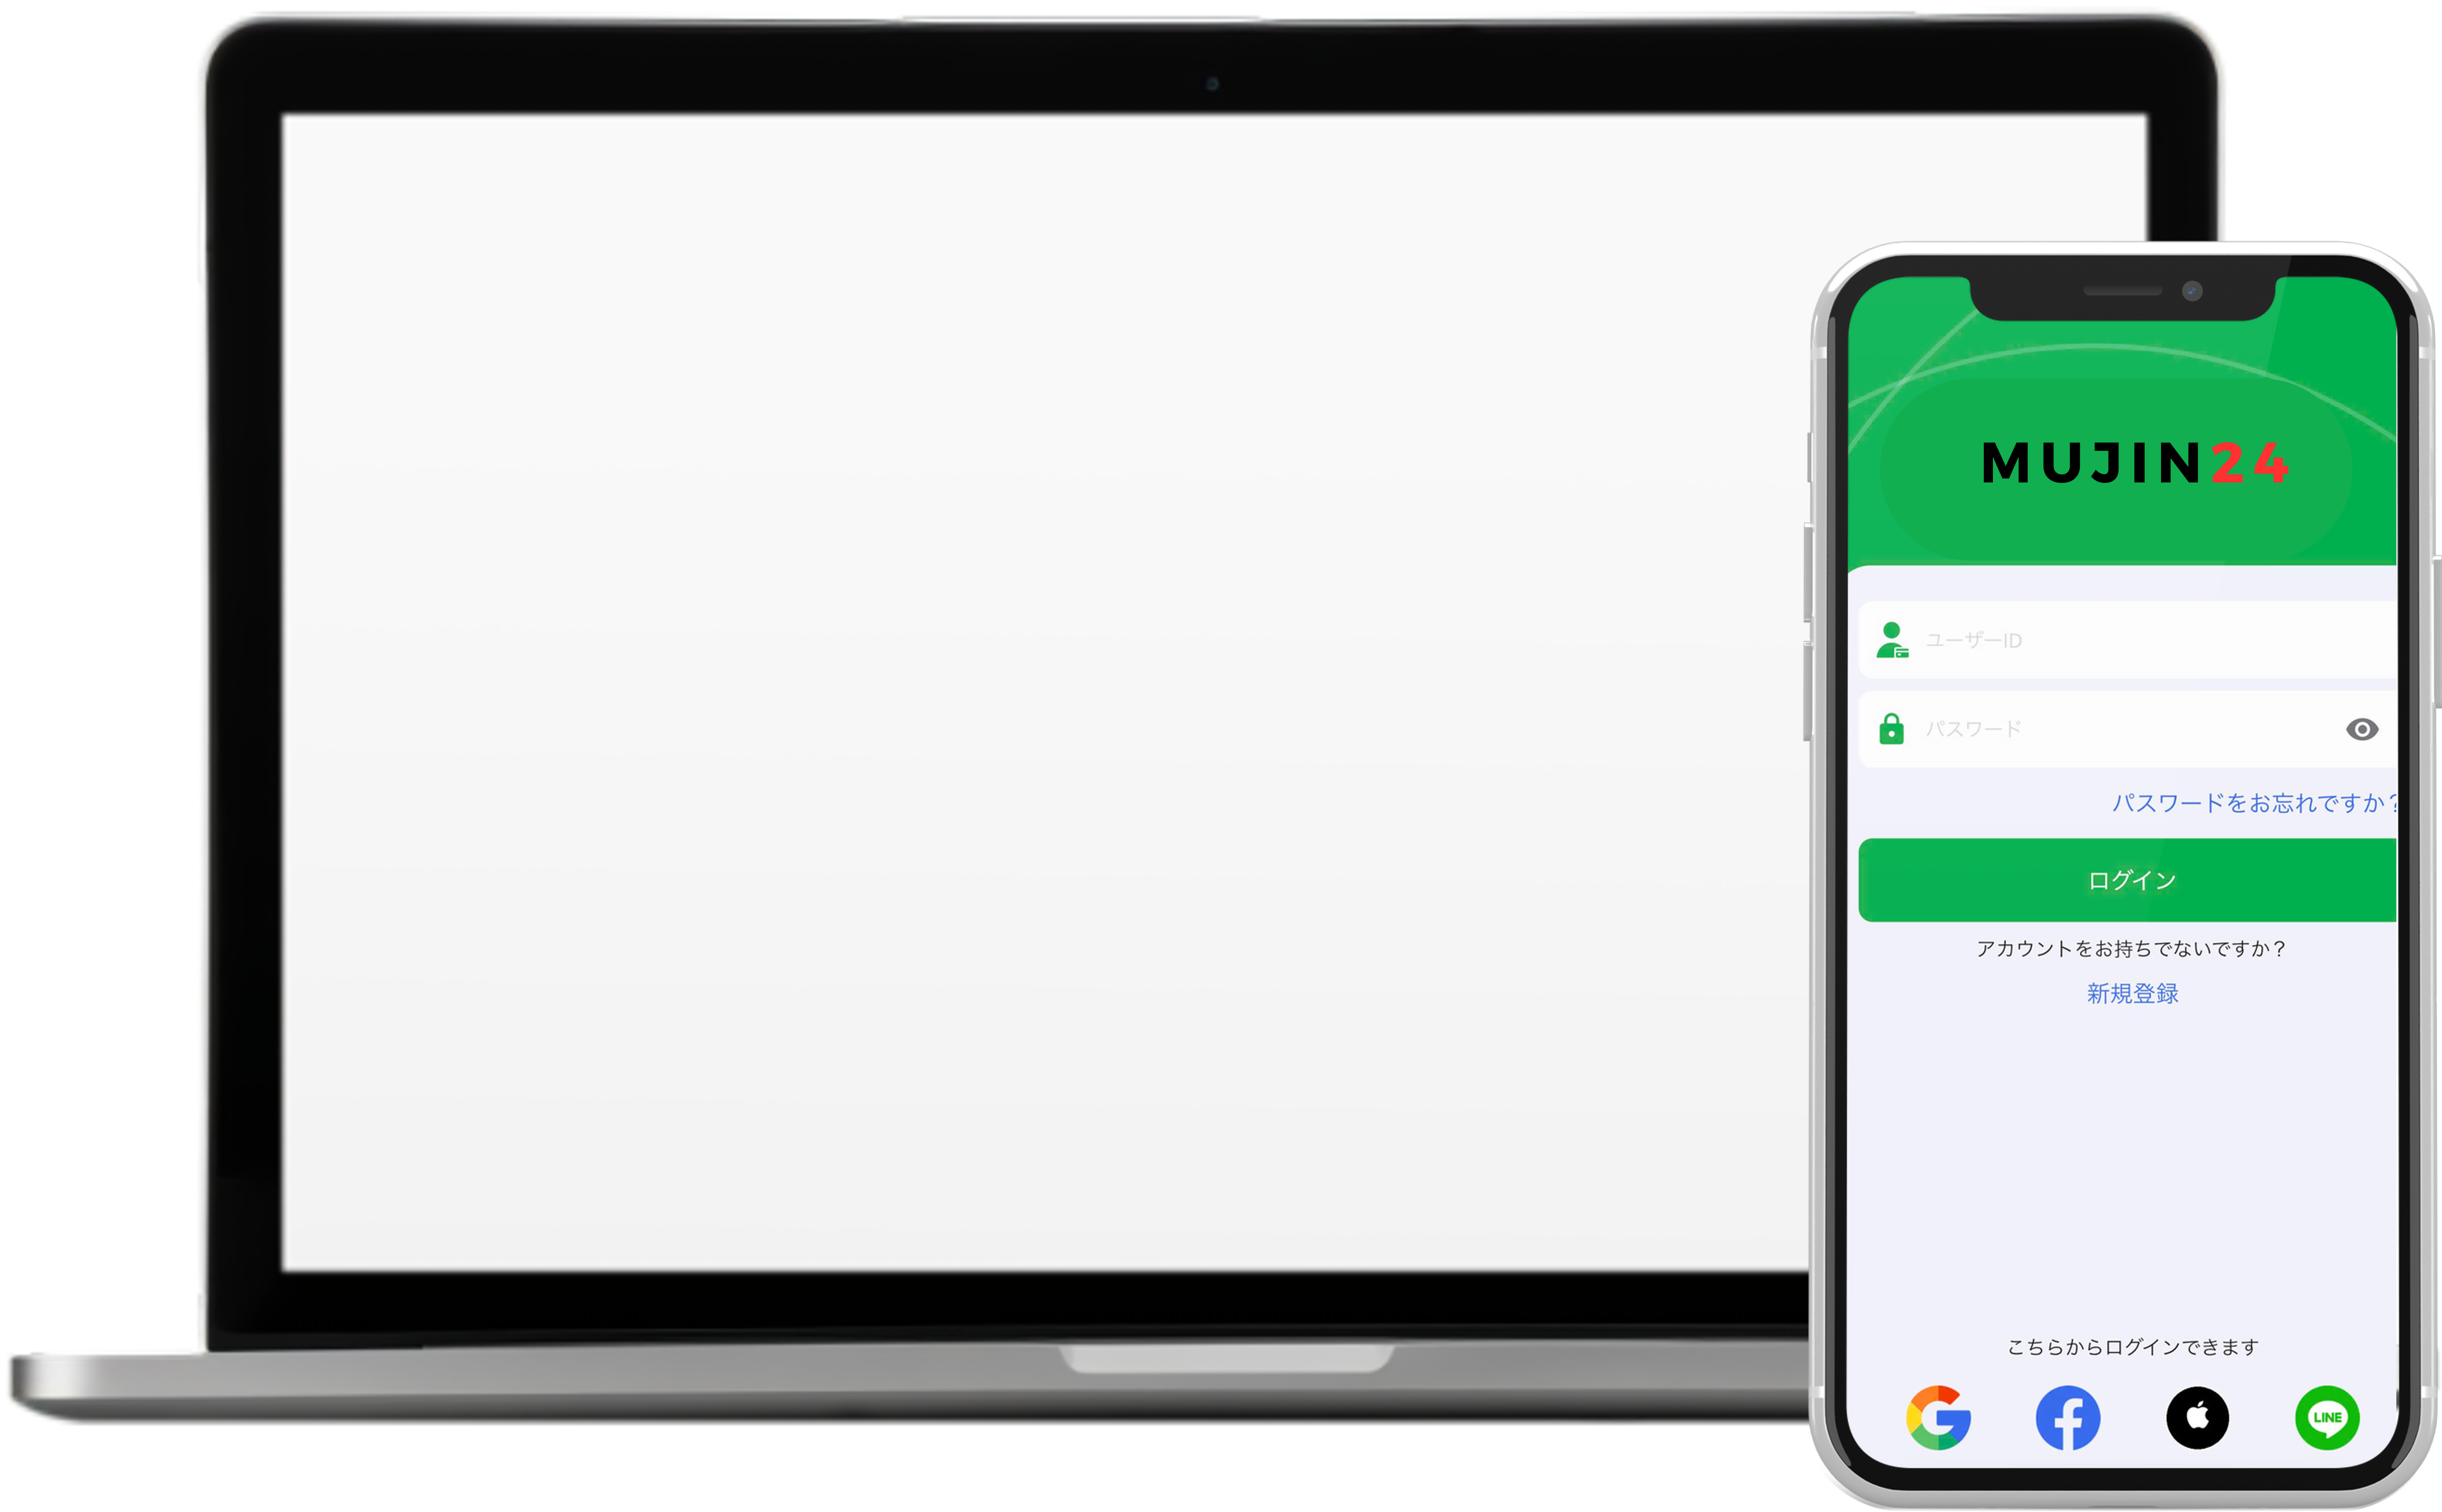 MUJIN24
ユーザーID
パスワード
パスワードをお忘れですか?
ログイン
アカウントをお持ちでないですか？
新規登録
こちらからログインできます
LINE